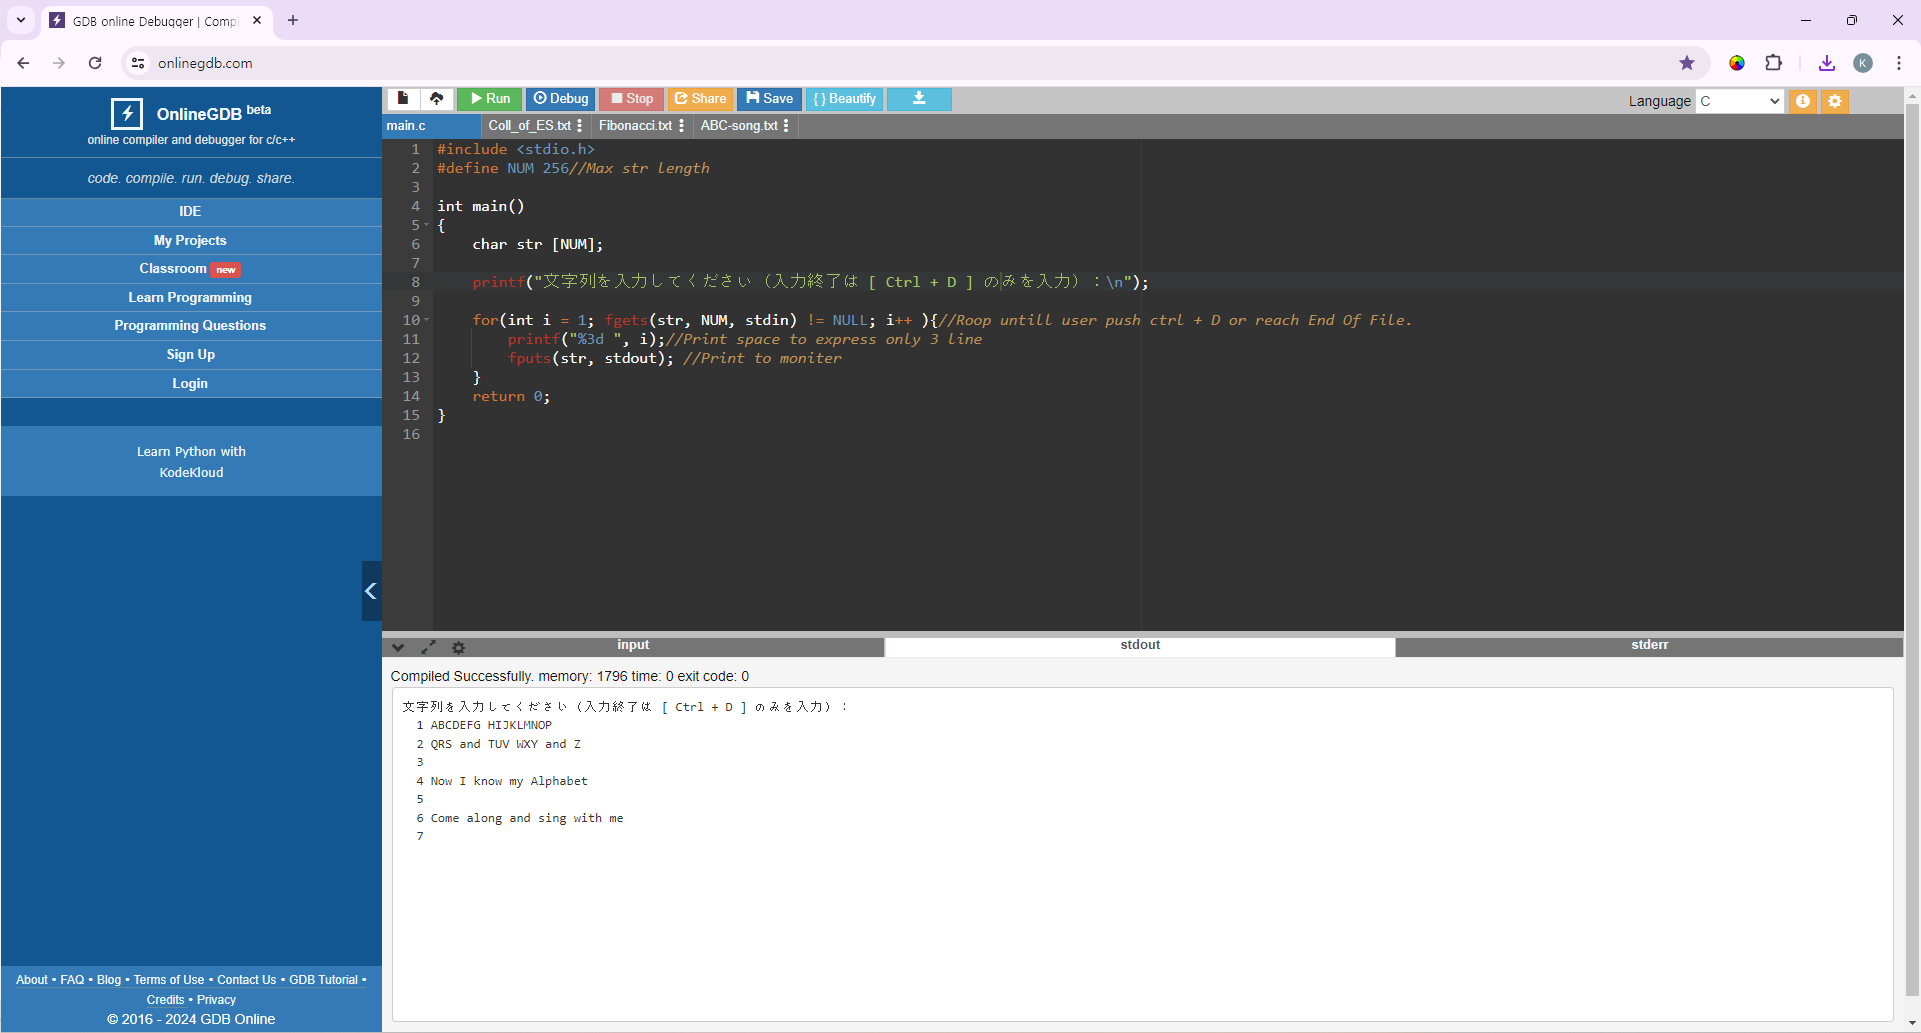 GDB online Debugger | Compi
onlinegdb.com
K
OnlineGDB beta
online compiler and debugger for c/c++
code. compile. run. debug. share.
IDE
My Projects
Classroom new
Learn Programming
Programming Questions
Sign Up
Login
Learn Python with
KodeKloud
About • FAQ • Blog • Terms of Use • Contact Us • GDB Tutorial •
Credits • Privacy
© 2016 - 2024 GDB Online
Run Debug Stop Share Save { } Beautify
Language C
main.c Coll_of_ES.txt Fibonacci.txt ABC-song.txt
1 #include <stdio.h>
2 #define NUM 256//Max str length
3
4 int main()
5 {
6 char str [NUM];
7
8 printf("文字列を入力してください（入力終了は [ Ctrl + D ] のみを入力）：\n");
9
10 for(int i = 1; fgets(str, NUM, stdin) != NULL; i++ ){//Roop untill user push ctrl + D or reach End Of File.
11 printf("%3d ", i);//Print space to express only 3 line
12 fputs(str, stdout); //Print to moniter
13 }
14 return 0;
15 }
16
input stdout stderr
Compiled Successfully. memory: 1796 time: 0 exit code: 0
文字列を入力してください（入力終了は [ Ctrl + D ] のみを入力）：
1 ABCDEFG HIJKLMNOP
2 QRS and TUV WXY and Z
3
4 Now I know my Alphabet
5
6 Come along and sing with me
7